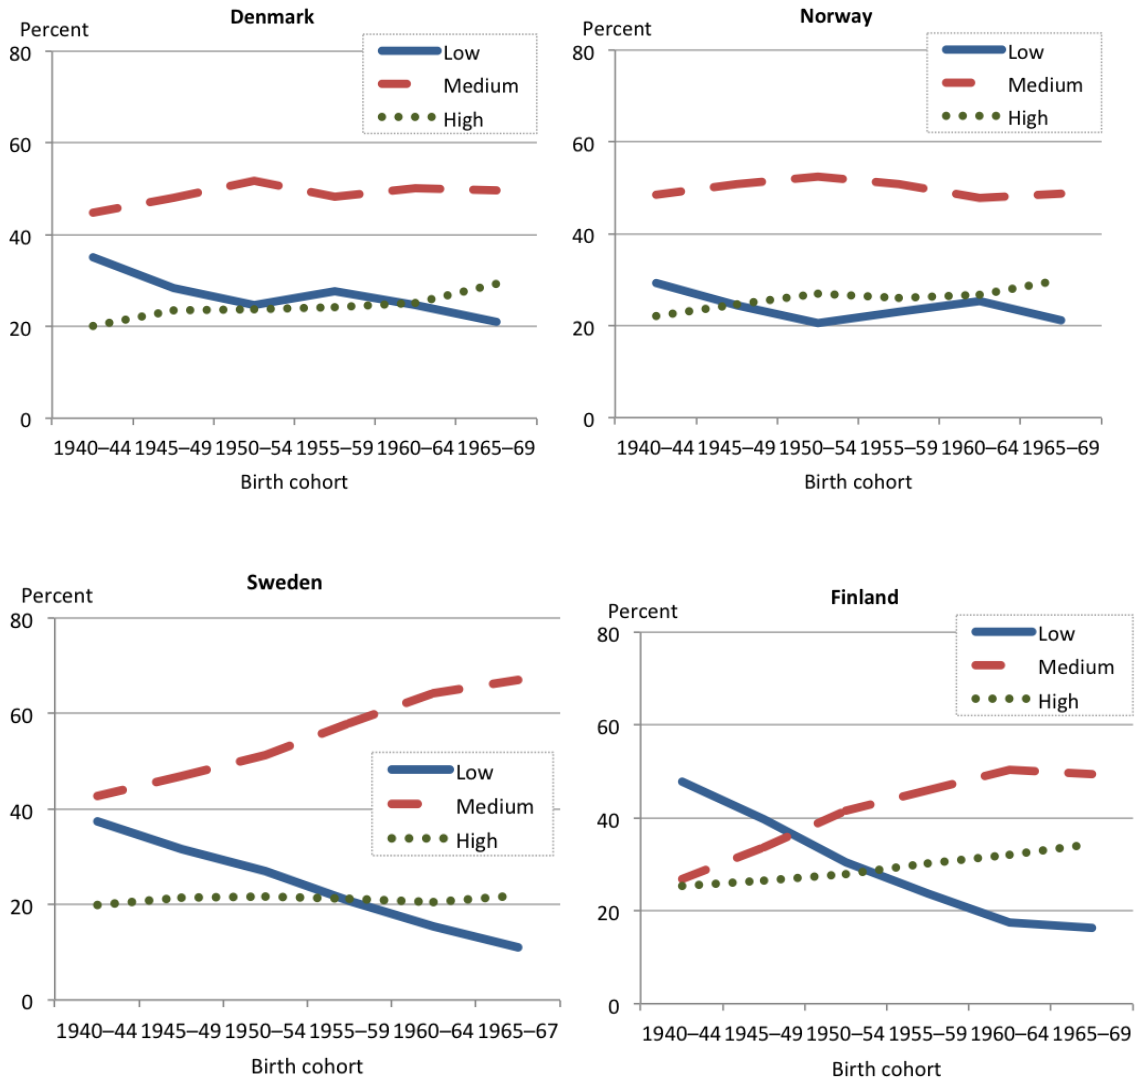 Denmark
Percent
80
60
40
20
0
Low
Medium
High
1940–44 1945–49 1950–54 1955–59 1960–64 1965–69
Birth cohort
Norway
Percent
80
60
40
20
0
Low
Medium
High
1940–44 1945–49 1950–54 1955–59 1960–64 1965–69
Birth cohort
Sweden
Percent
80
60
40
20
0
Low
Medium
High
1940–44 1945–49 1950–54 1955–59 1960–64 1965–67
Birth cohort
Finland
Percent
80
60
40
20
0
Low
Medium
High
1940–44 1945–49 1950–54 1955–59 1960–64 1965–69
Birth cohort